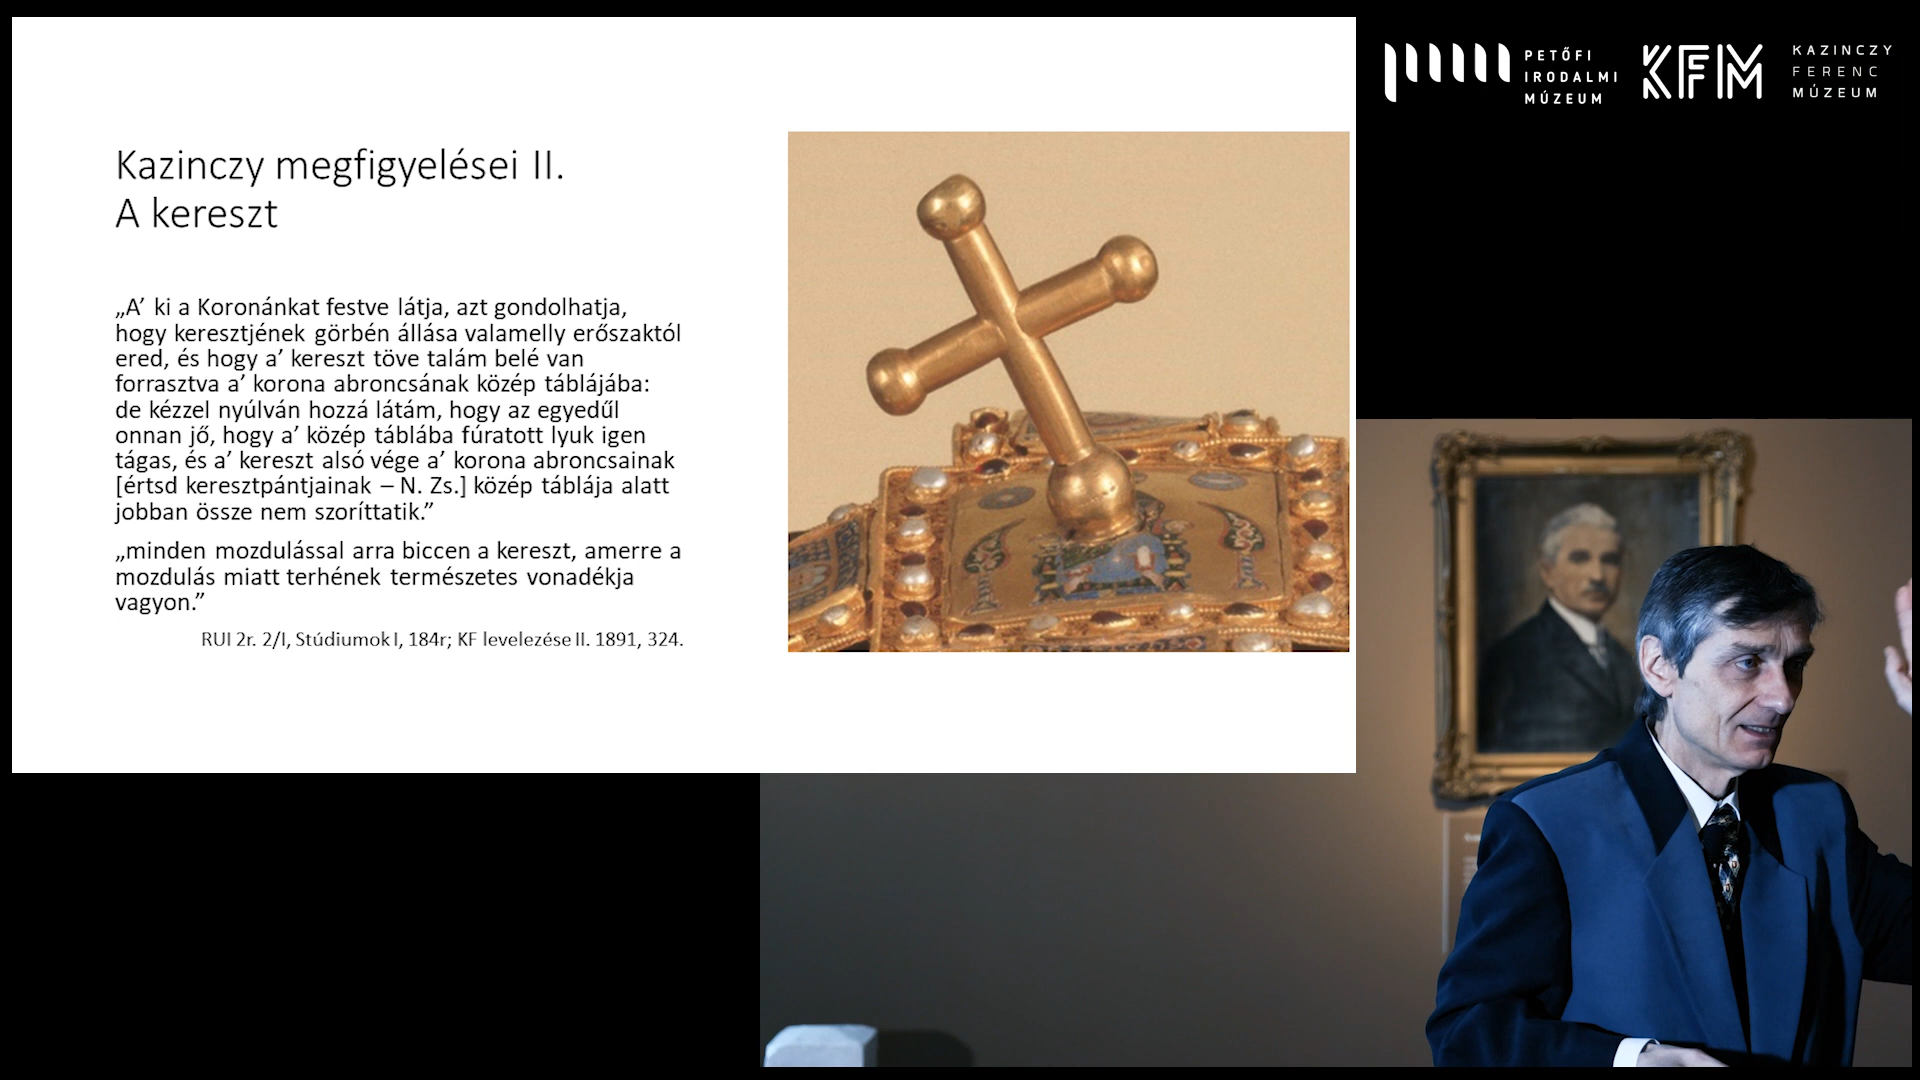 Kazinczy megfigyelései II.
A kereszt
„A’ ki a Koronánkat festve látja, azt gondolhatja,
hogy keresztjének görbén állása valamelly erőszaktól
ered, és hogy a’ kereszt töve talám belé van
forrasztva a’ korona abroncsának közép táblájába:
de kézzel nyúlván hozzá látám, hogy az egyedűl
onnan jő, hogy a’ közép táblába fúratott lyuk igen
tágas, és a’ kereszt alsó vége a’ korona abroncsainak
[értsd keresztpántjainak – N. Zs.] közép táblája alatt
jobban össze nem szoríttatik.”
„minden mozdulással arra biccen a kereszt, amerre a
mozdulás miatt terhének természetes vonadékja
vagyon.”
RUI 2r. 2/I, Stúdiumok I, 184r; KF levelezése II. 1891, 324.
PETŐFI
IRODALMI
MÚZEUM
KFM
KAZINCZY
FERENC
MÚZEUM